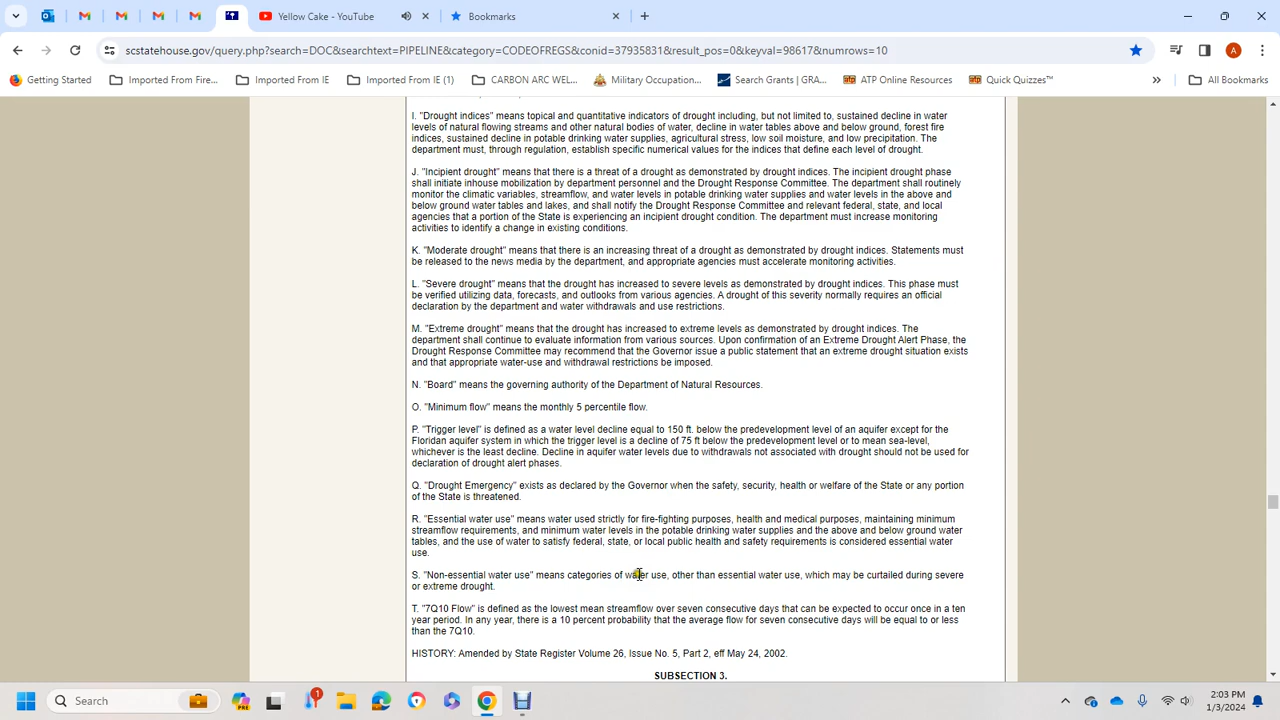 Yellow Cake - YouTube
Bookmarks
scstatehouse.gov/query.php?search=DOC&searchtext=PIPELINE&category=CODEOFREGS&conid=37935831&result_pos=0&keyval=98617&numrows=10
A
Getting Started
Imported From Fire...
Imported From IE
Imported From IE (1)
CARBON ARC WEL...
Military Occupation...
Search Grants | GRA...
ATP Online Resources
Quick Quizzes™
All Bookmarks
I. "Drought indices" means topical and quantitative indicators of drought including, but not limited to, sustained decline in water
levels of natural flowing streams and other natural bodies of water, decline in water tables above and below ground, forest fire
indices, sustained decline in potable drinking water supplies, agricultural stress, low soil moisture, and low precipitation. The
department must, through regulation, establish specific numerical values for the indices that define each level of drought.
J. "Incipient drought" means that there is a threat of a drought as demonstrated by drought indices. The incipient drought phase
shall initiate inhouse mobilization by department personnel and the Drought Response Committee. The department shall routinely
monitor the climatic variables, streamflow, and water levels in potable drinking water supplies and water levels in the above and
below ground water tables and lakes, and shall notify the Drought Response Committee and relevant federal, state, and local
agencies that a portion of the State is experiencing an incipient drought condition. The department must increase monitoring
activities to identify a change in existing conditions.
K. "Moderate drought" means that there is an increasing threat of a drought as demonstrated by drought indices. Statements must
be released to the news media by the department, and appropriate agencies must accelerate monitoring activities.
L. "Severe drought" means that the drought has increased to severe levels as demonstrated by drought indices. This phase must
be verified utilizing data, forecasts, and outlooks from various agencies. A drought of this severity normally requires an official
declaration by the department and water withdrawals and use restrictions.
M. "Extreme drought" means that the drought has increased to extreme levels as demonstrated by drought indices. The
department shall continue to evaluate information from various sources. Upon confirmation of an Extreme Drought Alert Phase, the
Drought Response Committee may recommend that the Governor issue a public statement that an extreme drought situation exists
and that appropriate water-use and withdrawal restrictions be imposed.
N. "Board" means the governing authority of the Department of Natural Resources.
O. "Minimum flow" means the monthly 5 percentile flow.
P. "Trigger level" is defined as a water level decline equal to 150 ft. below the predevelopment level of an aquifer except for the
Floridan aquifer system in which the trigger level is a decline of 75 ft below the predevelopment level or to mean sea-level,
whichever is the least decline. Decline in aquifer water levels due to withdrawals not associated with drought should not be used for
declaration of drought alert phases.
Q. "Drought Emergency" exists as declared by the Governor when the safety, security, health or welfare of the State or any portion
of the State is threatened.
R. "Essential water use" means water used strictly for fire-fighting purposes, health and medical purposes, maintaining minimum
streamflow requirements, and minimum water levels in the potable drinking water supplies and the above and below ground water
tables, and the use of water to satisfy federal, state, or local public health and safety requirements is considered essential water
use.
S. "Non-essential water use" means categories of water use, other than essential water use, which may be curtailed during severe
or extreme drought.
T. "7Q10 Flow" is defined as the lowest mean streamflow over seven consecutive days that can be expected to occur once in a ten
year period. In any year, there is a 10 percent probability that the average flow for seven consecutive days will be equal to or less
than the 7Q10.
HISTORY: Amended by State Register Volume 26, Issue No. 5, Part 2, eff May 24, 2002.
SUBSECTION 3.
Search
1
2:03 PM
1/3/2024